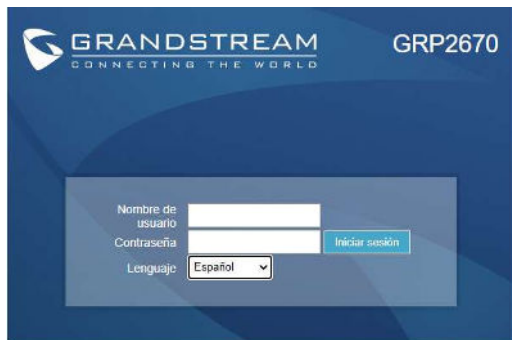 GRANDSTREAM
CONNECTING THE WORLD
GRP2670
Nombre de
usuario
Contraseña
Iniciar sesión
Lenguaje
Español